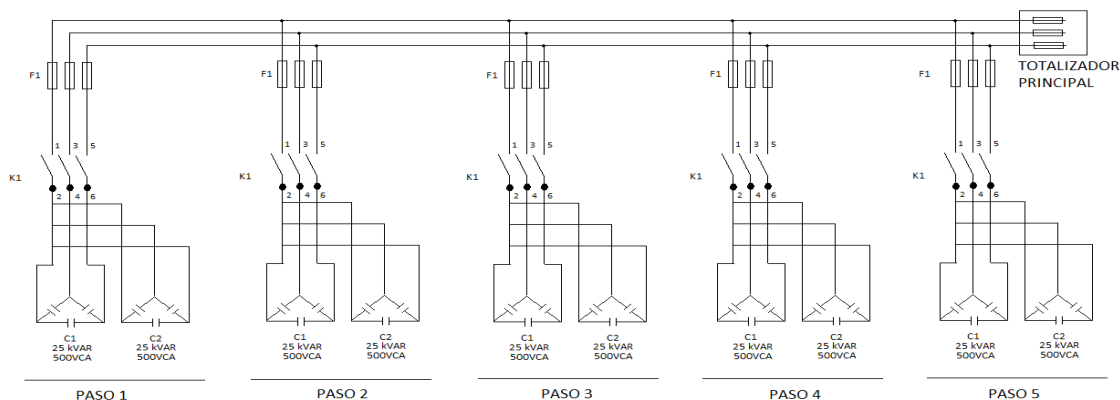 TOTALIZADOR
PRINCIPAL
F1
1 3 5
K1
2 4 6
C1
25 kVAR
500VCA
C2
25 kVAR
500VCA
PASO 1
F1
1 3 5
K1
2 4 6
C1
25 kVAR
500VCA
C2
25 kVAR
500VCA
PASO 2
F1
1 3 5
K1
2 4 6
C1
25 kVAR
500VCA
C2
25 kVAR
500VCA
PASO 3
F1
1 3 5
K1
2 4 6
C1
25 kVAR
500VCA
C2
25 kVAR
500VCA
PASO 4
F1
1 3 5
K1
2 4 6
C1
25 kVAR
500VCA
C2
25 kVAR
500VCA
PASO 5